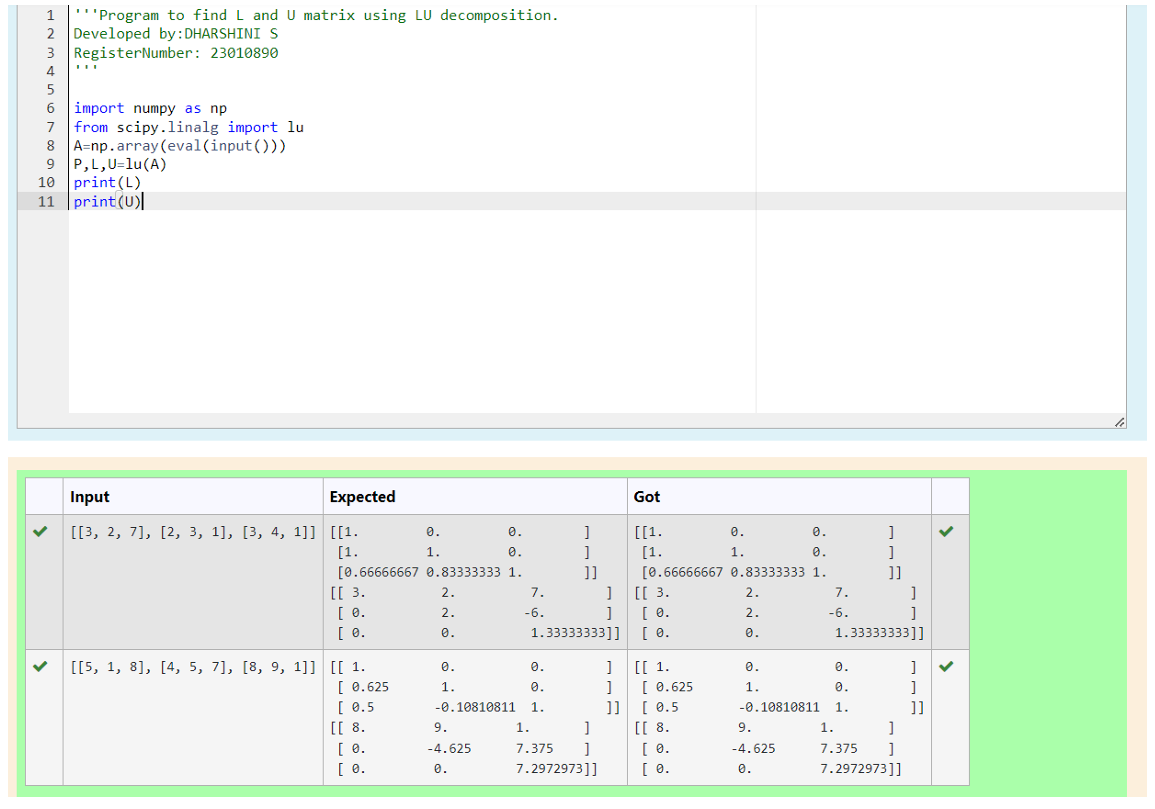 1 '''Program to find L and U matrix using LU decomposition.
2 Developed by:DHARSHINI S
3 RegisterNumber: 23010890
4 '''
5
6 import numpy as np
7 from scipy.linalg import lu
8 A=np.array(eval(input()))
9 P,L,U=lu(A)
10 print(L)
11 print(U)
Input Expected Got
[[3, 2, 7], [2, 3, 1], [3, 4, 1]] [[1. 0. 0. ] [[1. 0. 0. ]
[1. 1. 0. ] [1. 1. 0. ]
[0.66666667 0.83333333 1. ]] [0.66666667 0.83333333 1. ]]
[[ 3. 2. 7. ] [[ 3. 2. 7. ]
[ 0. 2. -6. ] [ 0. 2. -6. ]
[ 0. 0. 1.33333333]] [ 0. 0. 1.33333333]]
[[5, 1, 8], [4, 5, 7], [8, 9, 1]] [[ 1. 0. 0. ] [[ 1. 0. 0. ]
[ 0.625 1. 0. ] [ 0.625 1. 0. ]
[ 0.5 -0.10810811 1. ]] [ 0.5 -0.10810811 1. ]]
[[ 8. 9. 1. ] [[ 8. 9. 1. ]
[ 0. -4.625 7.375 ] [ 0. -4.625 7.375 ]
[ 0. 0. 7.2972973]] [ 0. 0. 7.2972973]]